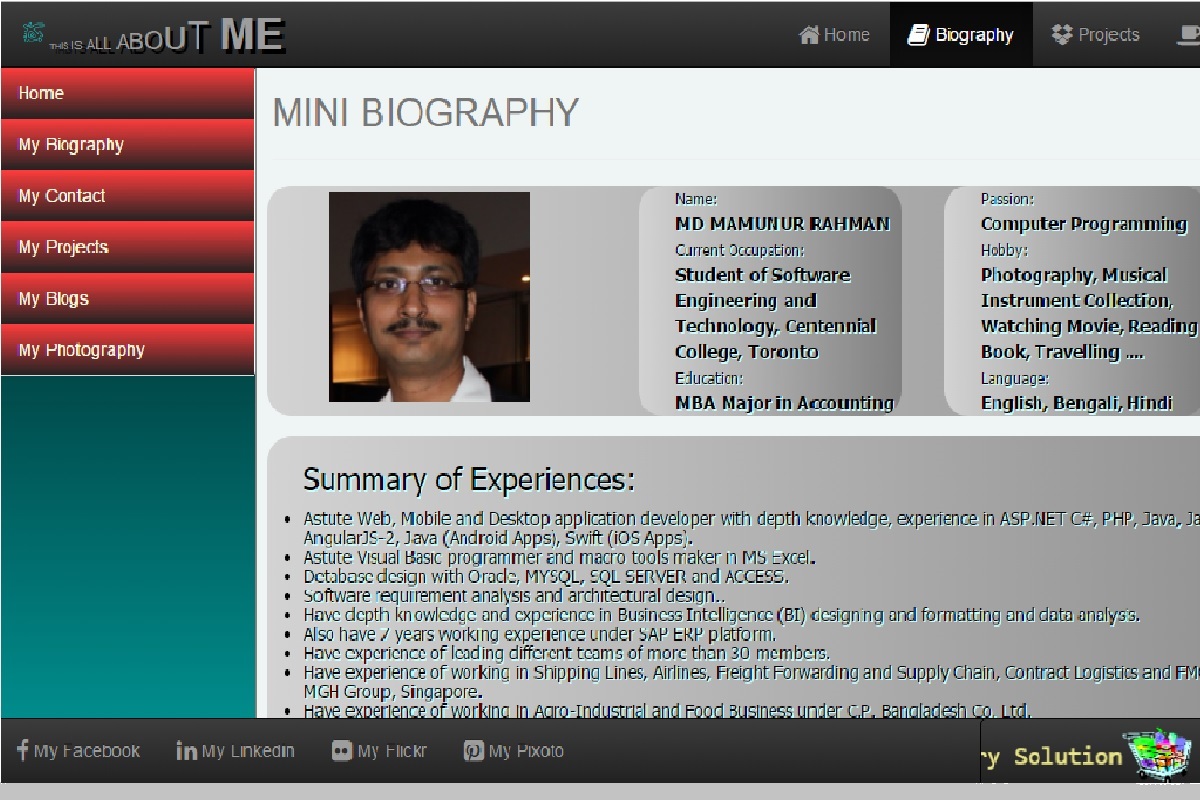 THIS IS ALL ABOUT ME
Home
Biography
Projects
Home
My Biography
My Contact
My Projects
My Blogs
My Photography
MINI BIOGRAPHY
Name:
MD MAMUNUR RAHMAN
Current Occupation:
Student of Software
Engineering and
Technology, Centennial
College, Toronto
Education:
MBA Major in Accounting
Passion:
Computer Programming
Hobby:
Photography, Musical
Instrument Collection,
Watching Movie, Reading
Book, Travelling ....
Language:
English, Bengali, Hindi
Summary of Experiences:
• Astute Web, Mobile and Desktop application developer with depth knowledge, experience in ASP.NET C#, PHP, Java,
AngularJS-2, Java (Android Apps), Swift (iOS Apps).
• Astute Visual Basic programmer and macro tools maker in MS Excel.
• Database design with Oracle, MYSQL, SQL SERVER and ACCESS.
• Software requirement analysis and architectural design..
• Have depth knowledge and experience in Business Intelligence (BI) designing and formatting and data analysis.
• Also have 7 years working experience under SAP ERP platform.
• Have experience of leading different teams of more than 30 members.
• Have experience of working in Shipping Lines, Airlines, Freight Forwarding and Supply Chain, Contract Logistics and
MGH Group, Singapore.
• Have experience of working in Agro-Industrial and Food Business under C.P. Bangladesh Co. Ltd.
My Facebook
My Linkedin
My Flickr
My Pixoto
ry Solution